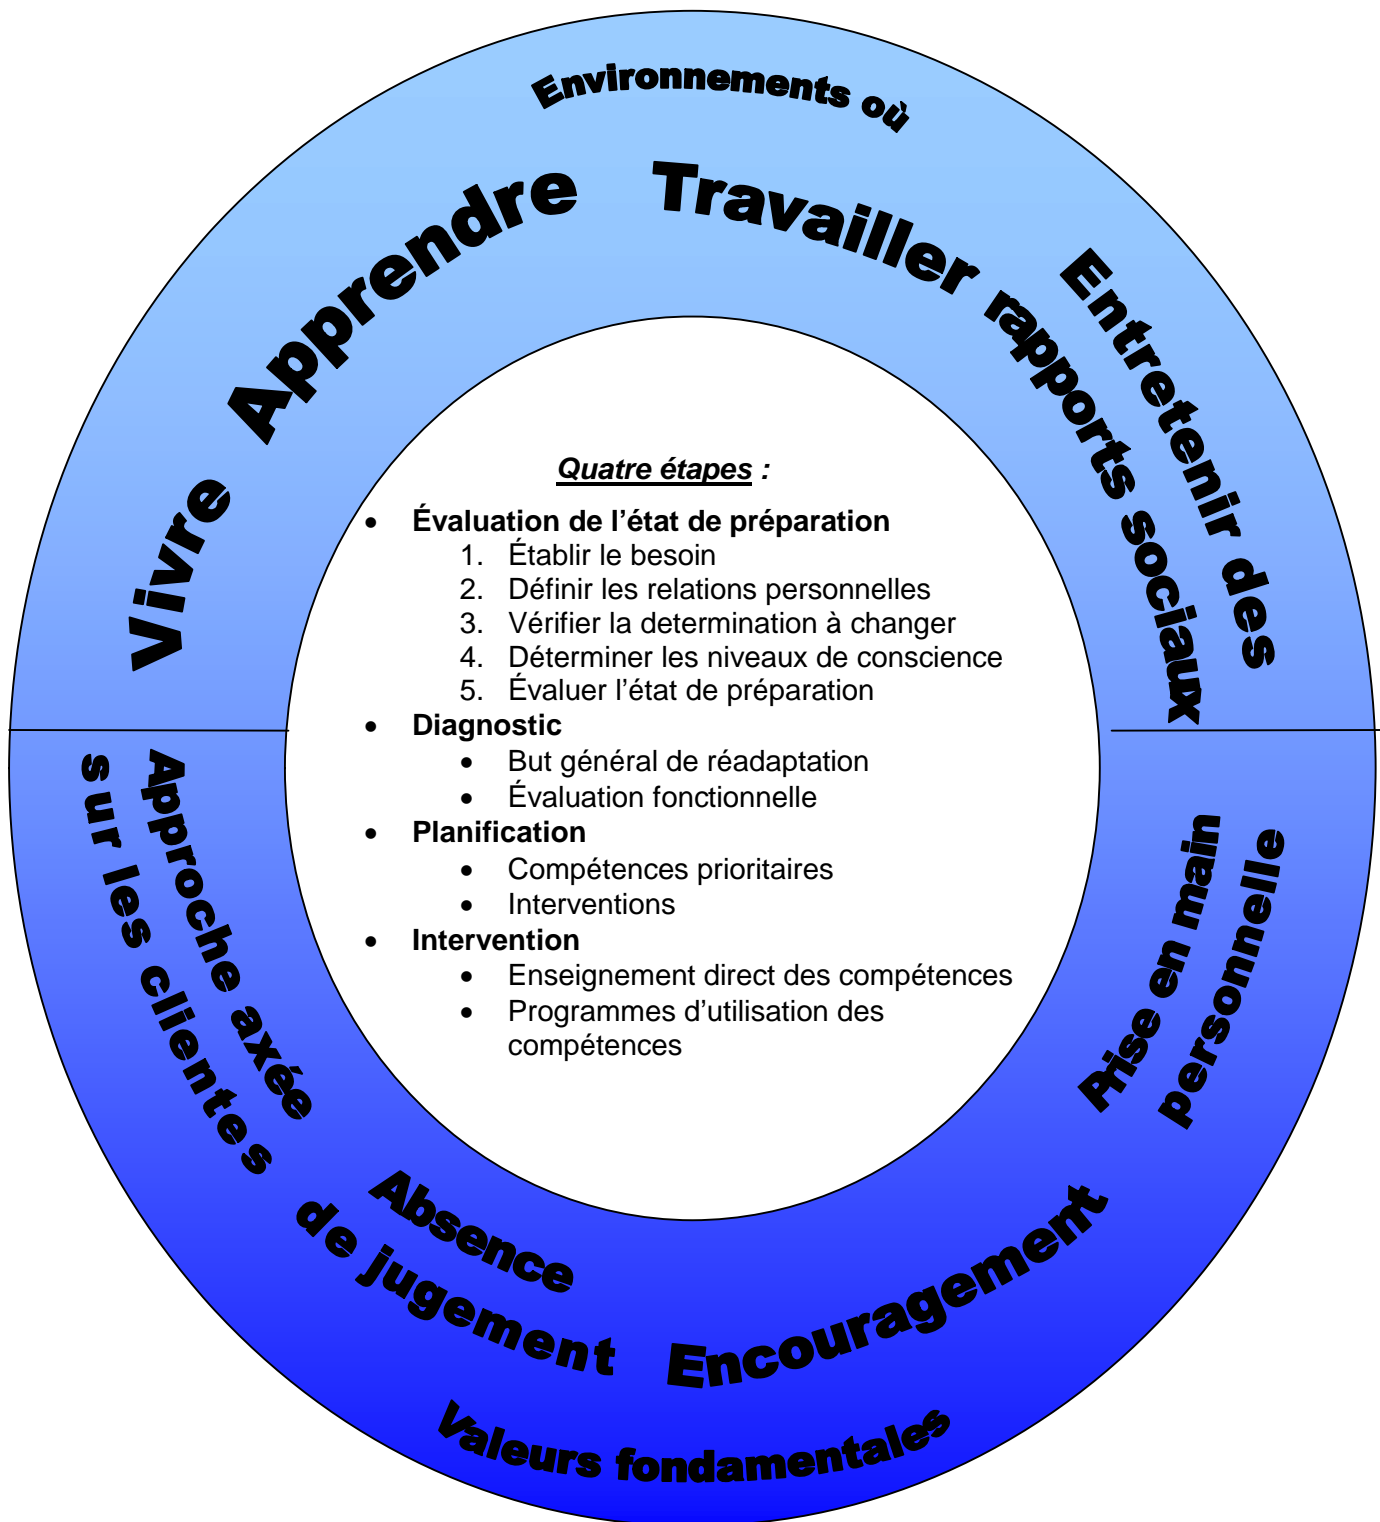 Environnements où
Vivre
Apprendre
Travailler
Entretenir des
rapports sociaux
Quatre étapes :
• Évaluation de l’état de préparation
1. Établir le besoin
2. Définir les relations personnelles
3. Vérifier la determination à changer
4. Déterminer les niveaux de conscience
5. Évaluer l’état de préparation
• Diagnostic
• But général de réadaptation
• Évaluation fonctionnelle
• Planification
• Compétences prioritaires
• Interventions
• Intervention
• Enseignement direct des compétences
• Programmes d’utilisation des
compétences
Approche axée
sur les clientes
Absence
de jugement
Encouragement
Prise en main
personnelle
Valeurs fondamentales